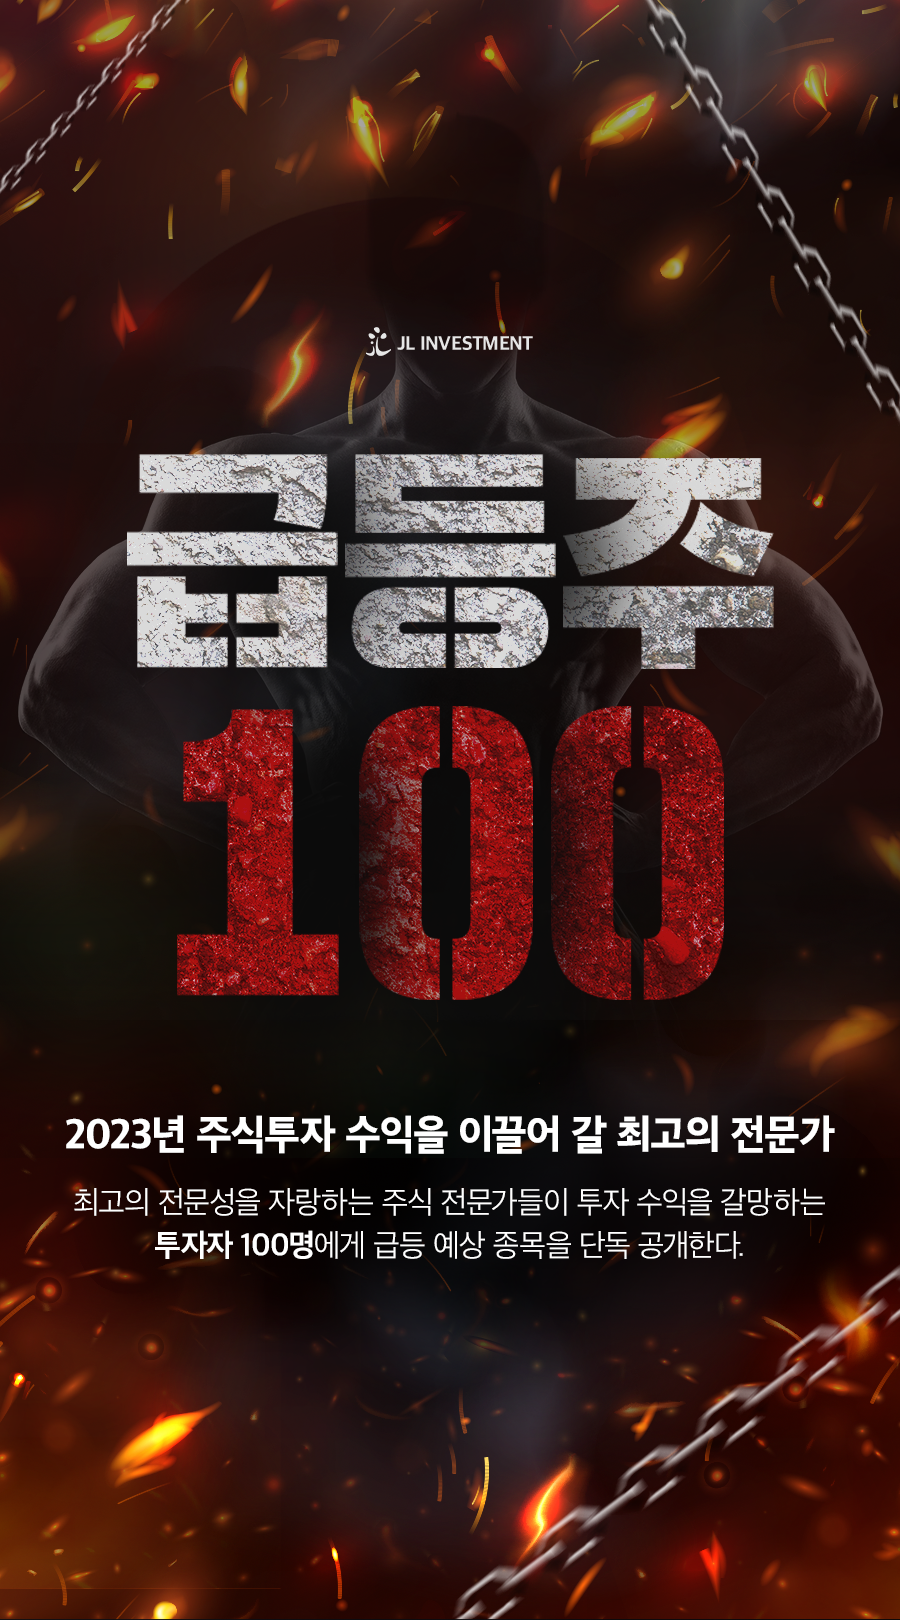 JL INVESTMENT
급등주
100
2023년 주식투자 수익을 이끌어 갈 최고의 전문가
최고의 전문성을 자랑하는 주식 전문가들이 투자 수익을 갈망하는
투자자 100명에게 급등 예상 종목을 단독 공개한다.